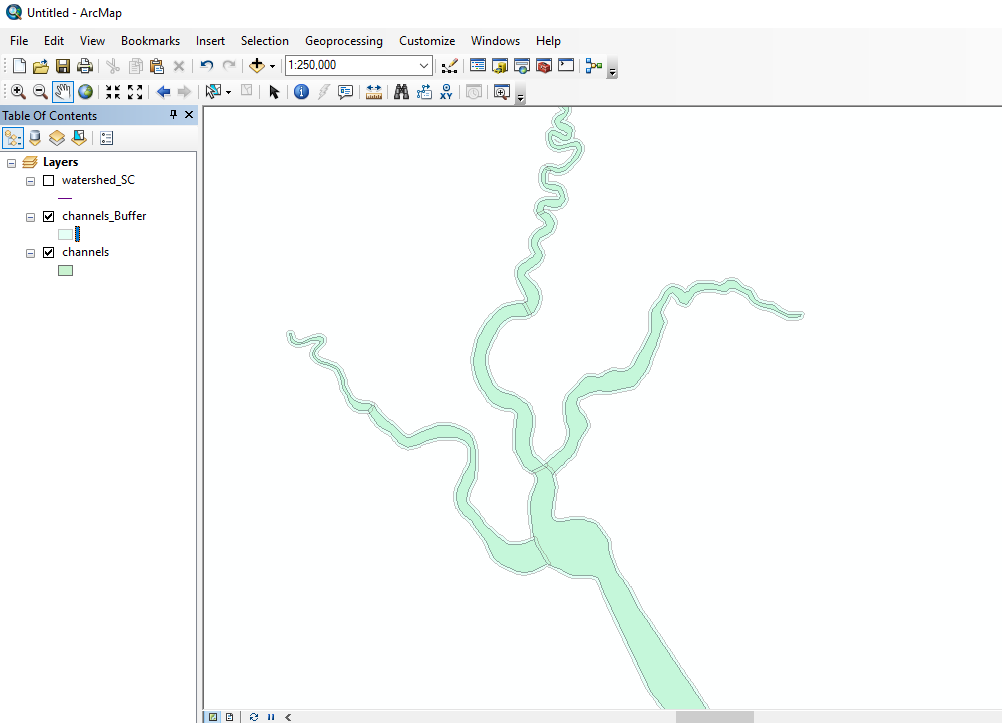 Untitled - ArcMap
File Edit View Bookmarks Insert Selection Geoprocessing Customize Windows Help
1:250,000
XY
Table Of Contents
Layers
watershed_SC
channels_Buffer
channels